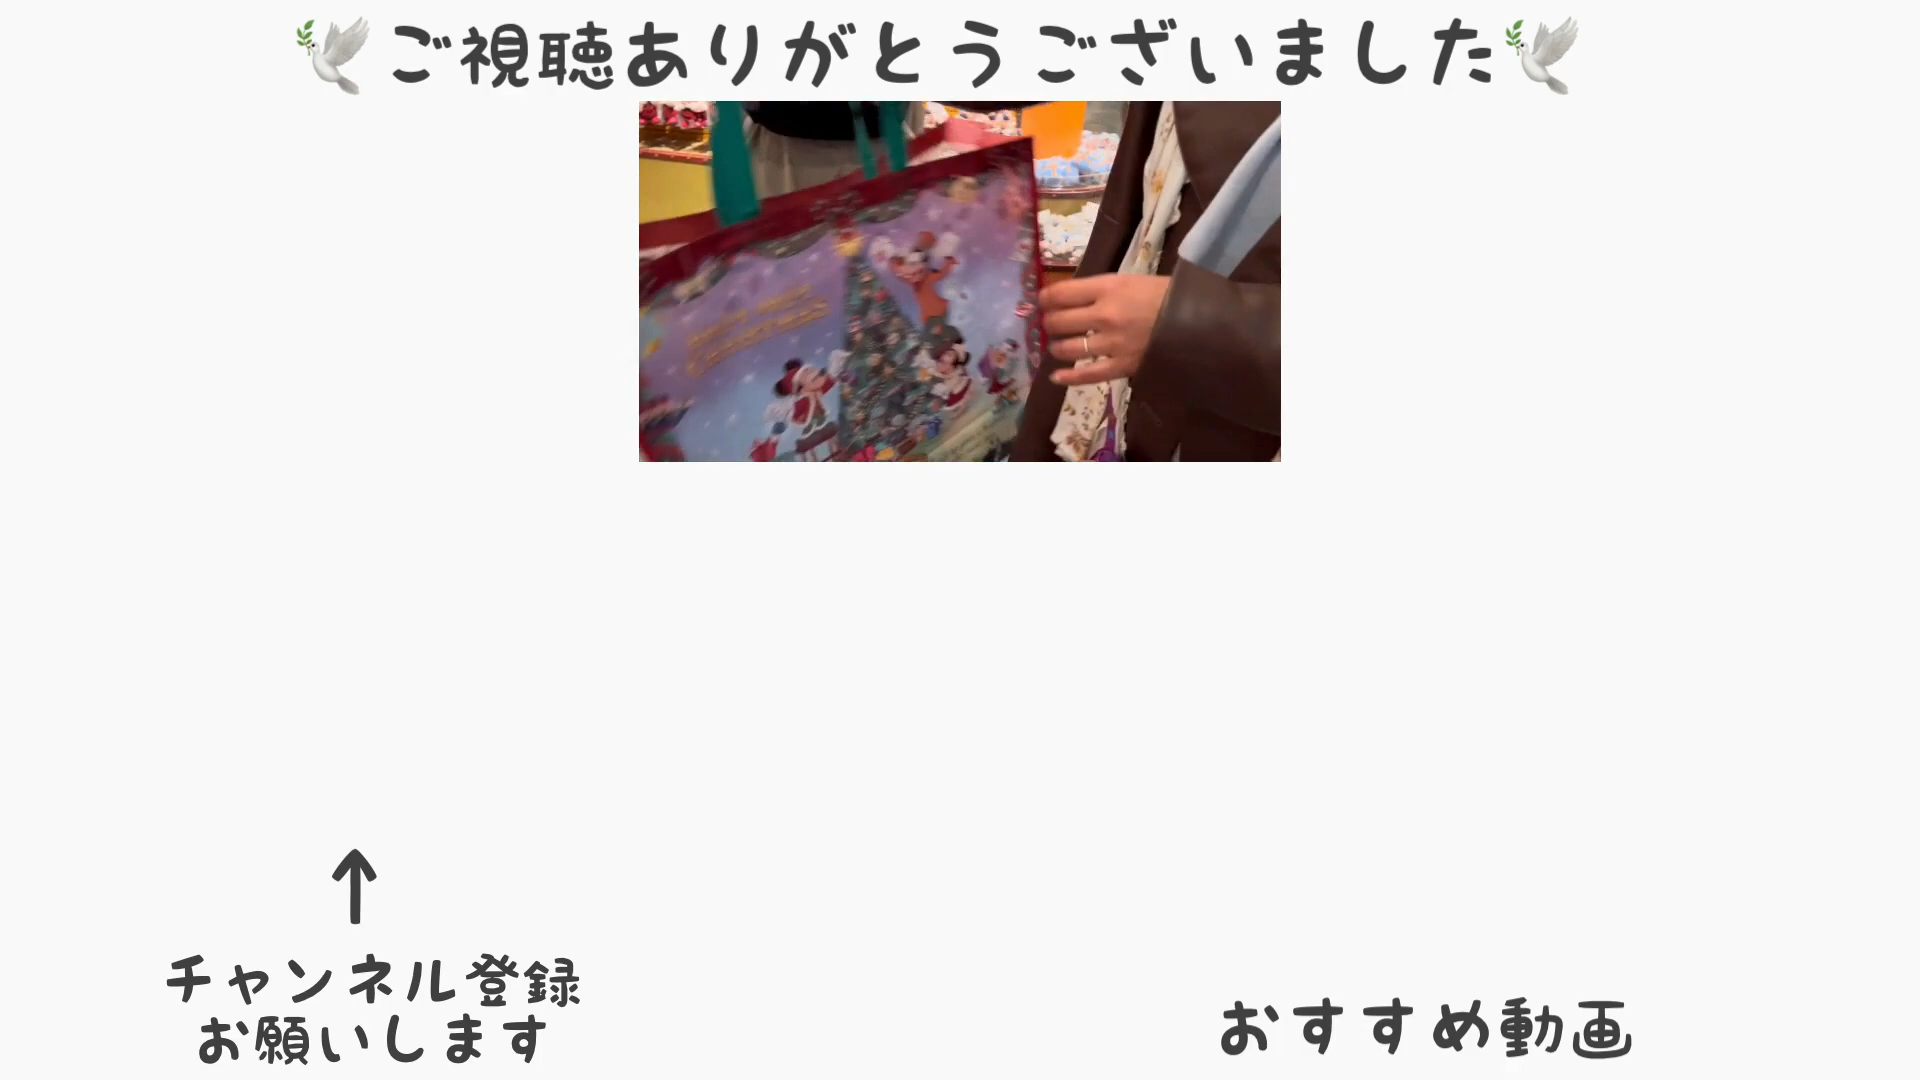 🕊ご視聴ありがとうございました🕊
↑
チャンネル登録
お願いします
おすすめ動画